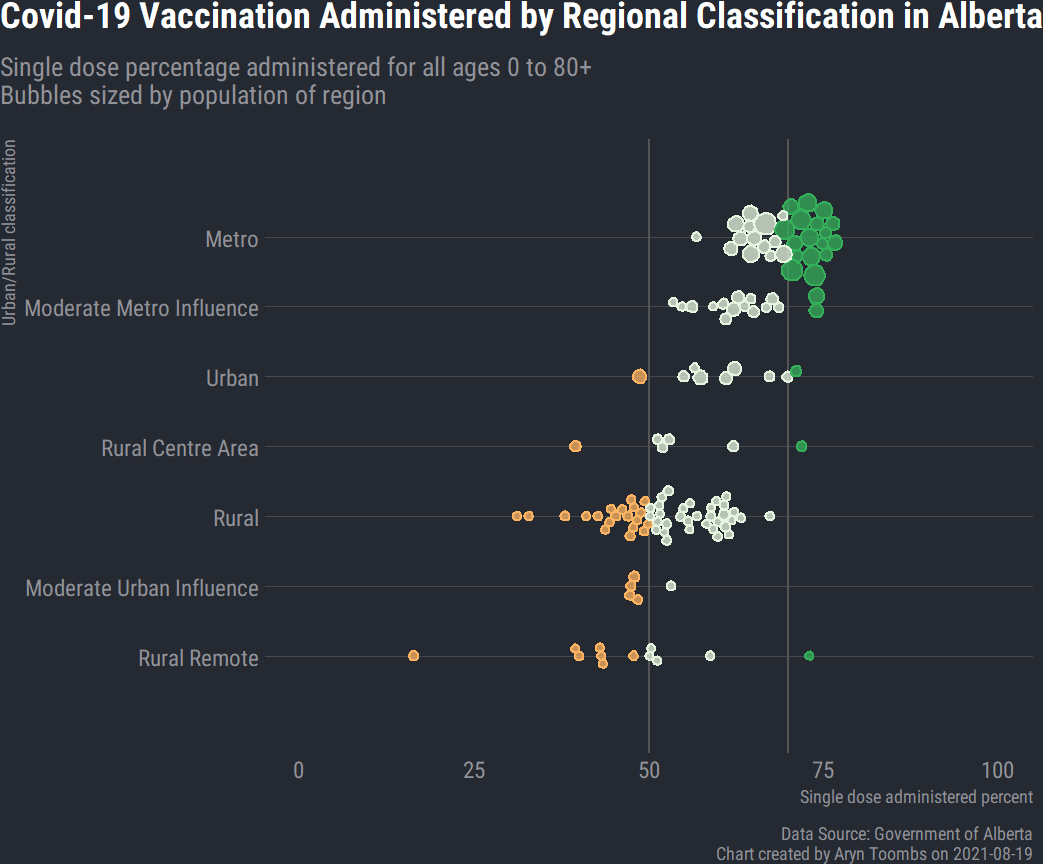 Covid-19 Vaccination Administered by Regional Classification in Alberta
Single dose percentage administered for all ages 0 to 80+
Bubbles sized by population of region
Urban/Rural classification
Metro
Moderate Metro Influence
Urban
Rural Centre Area
Rural
Moderate Urban Influence
Rural Remote
0 25 50 75 100
Single dose administered percent
Data Source: Government of Alberta
Chart created by Aryn Toombs on 2021-08-19